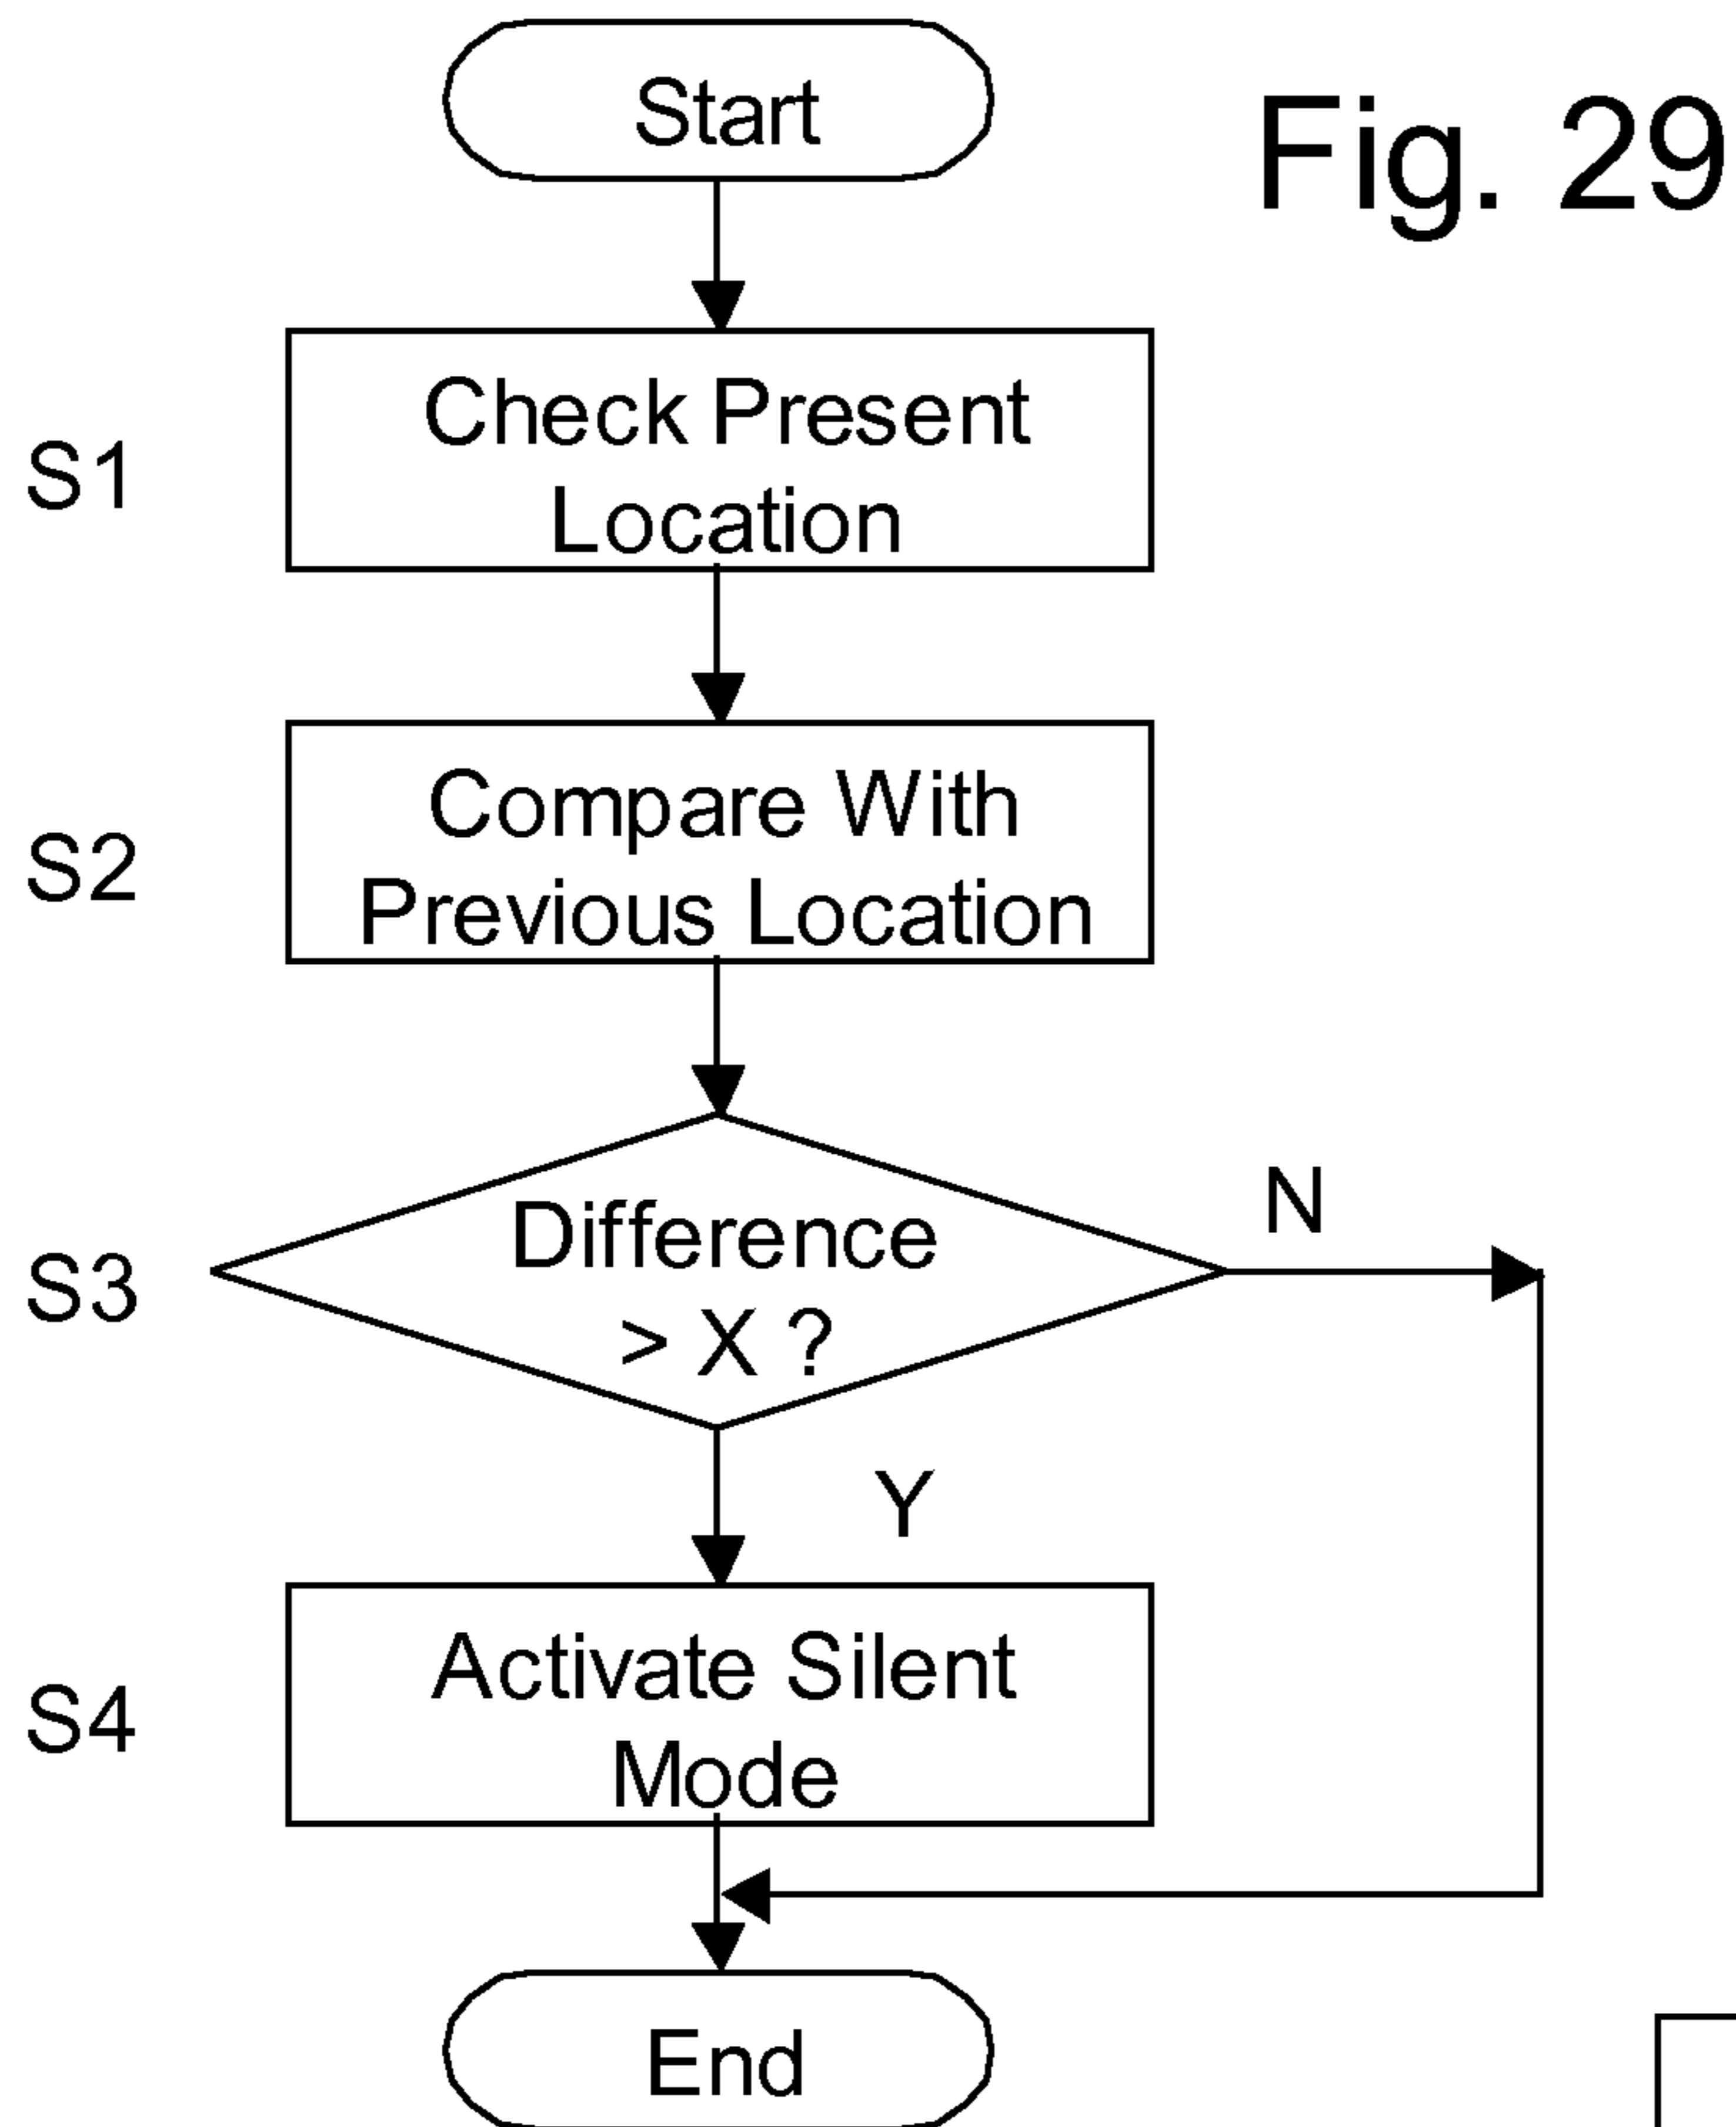 Start
Fig. 29
S1
Check Present
Location
S2
Compare With
Previous Location
S3
Difference
> X ?
N
Y
S4
Activate Silent
Mode
End